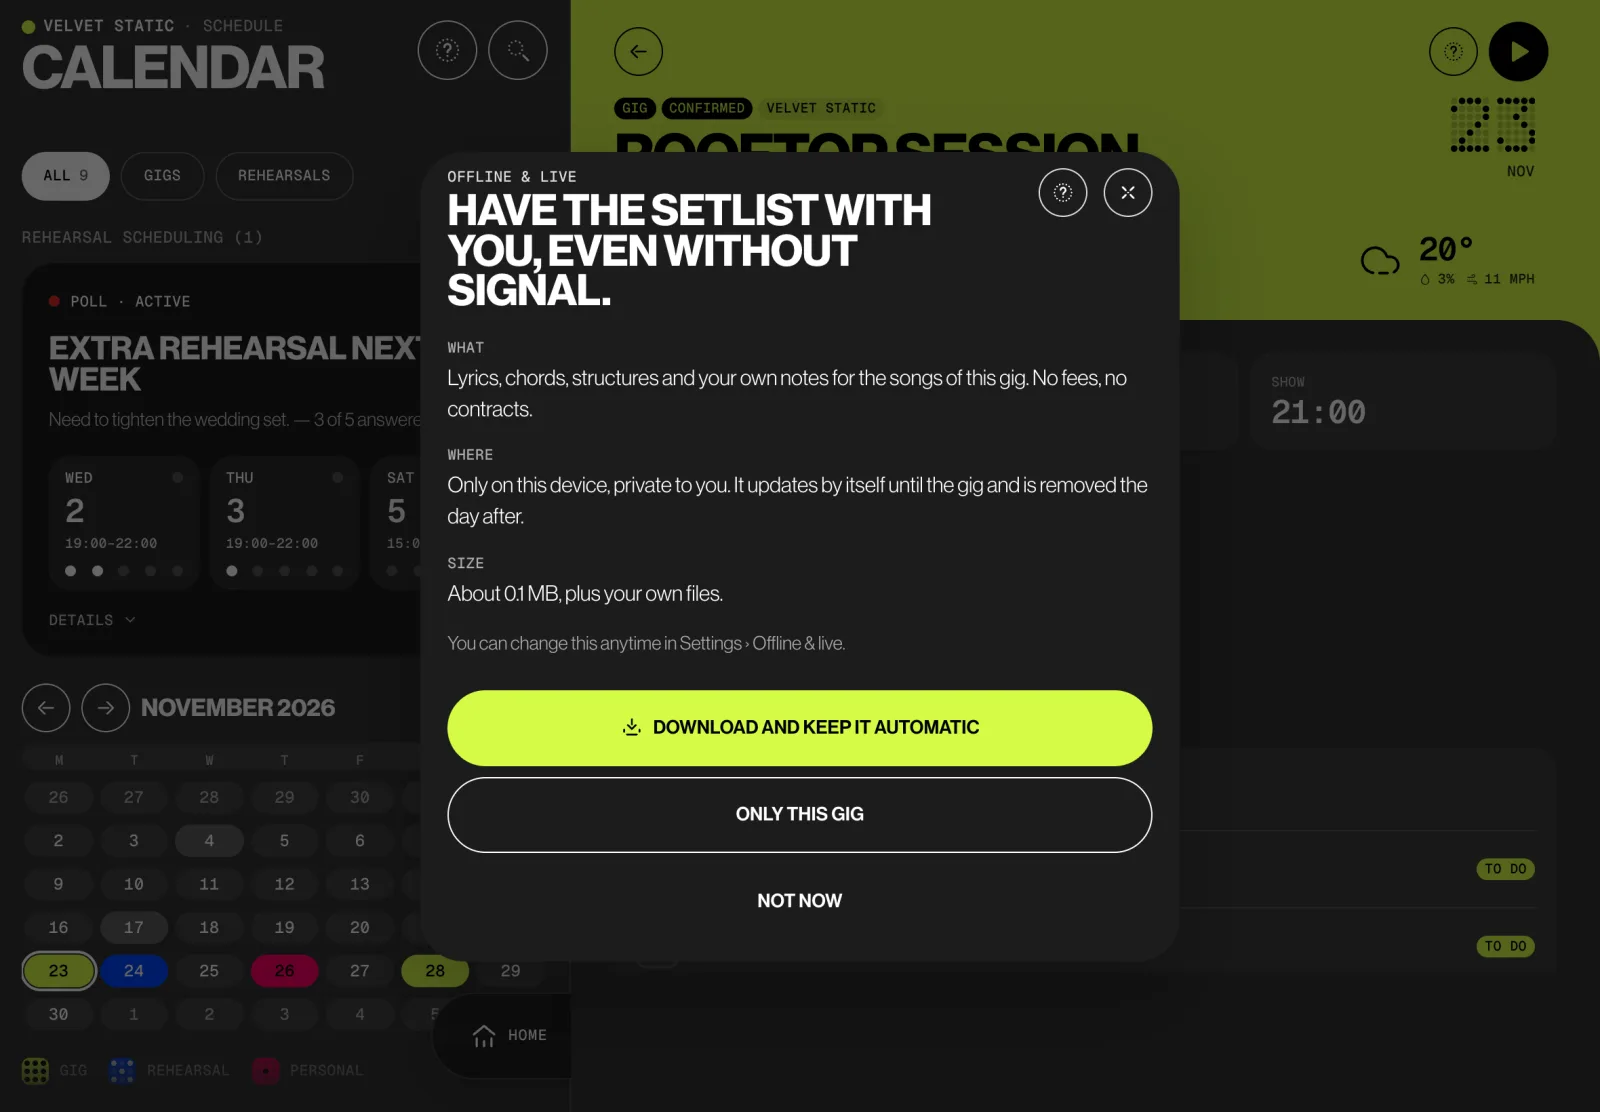 VELVET STATIC · SCHEDULE
CALENDAR
ALL 9
GIGS
REHEARSALS
REHEARSAL SCHEDULING (1)
POLL · ACTIVE
EXTRA REHEARSAL NEXT
WEEK
Need to tighten the wedding set. — 3 of 5 answere
WED
2
19:00–22:00
THU
3
19:00–22:00
SAT
5
15:0
DETAILS
NOVEMBER 2026
M T W T F
26 27 28 29 30
2 3 4 5 6
9 10 11 12 13
16 17 18 19 20
23 24 25 26 27 28 29
30 1 2 3 4 5
GIG REHEARSAL PERSONAL
HOME
GIG CONFIRMED VELVET STATIC
ROOFTOP SESSION
23
NOV
20°
3% 11 MPH
SHOW
21:00
TO DO
TO DO
OFFLINE & LIVE
HAVE THE SETLIST WITH
YOU, EVEN WITHOUT
SIGNAL.
WHAT
Lyrics, chords, structures and your own notes for the songs of this gig. No fees, no
contracts.
WHERE
Only on this device, private to you. It updates by itself until the gig and is removed the
day after.
SIZE
About 0.1 MB, plus your own files.
You can change this anytime in Settings › Offline & live.
DOWNLOAD AND KEEP IT AUTOMATIC
ONLY THIS GIG
NOT NOW